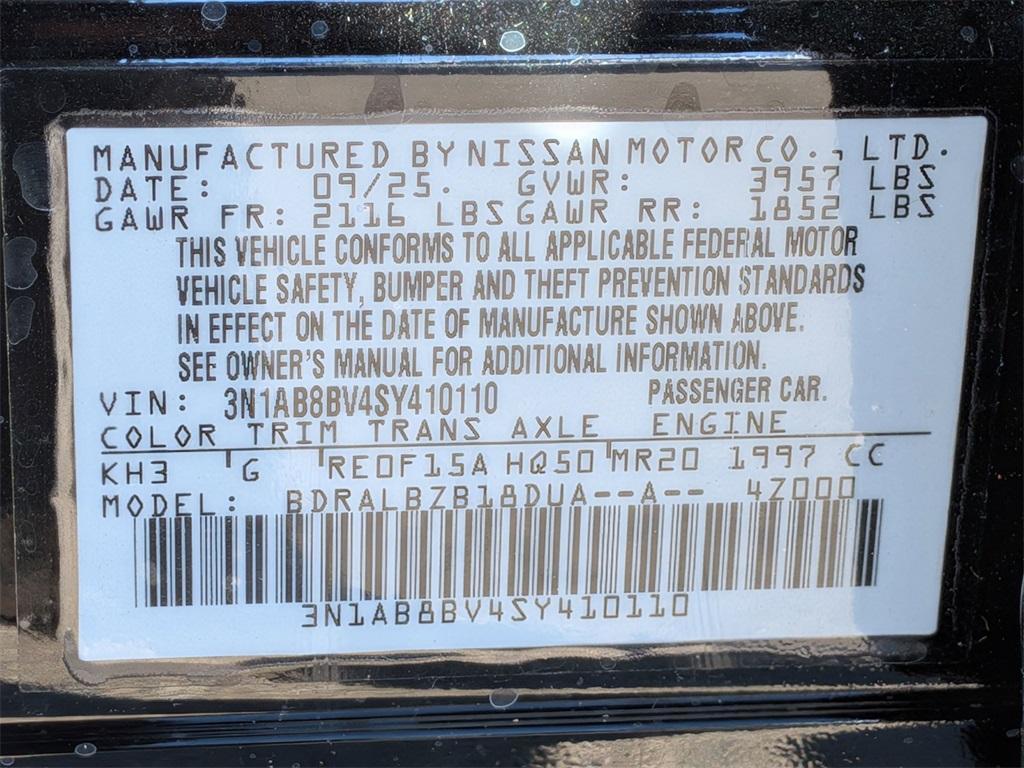 MANUFACTURED BY NISSAN MOTOR CO., LTD.
DATE: 09/25. GVWR: 3957 LBS
GAWR FR: 2116 LBS GAWR RR: 1852 LBS
THIS VEHICLE CONFORMS TO ALL APPLICABLE FEDERAL MOTOR
VEHICLE SAFETY, BUMPER AND THEFT PREVENTION STANDARDS
IN EFFECT ON THE DATE OF MANUFACTURE SHOWN ABOVE.
SEE OWNER'S MANUAL FOR ADDITIONAL INFORMATION.
VIN: 3N1AB8BV4SY410110 PASSENGER CAR.
COLOR TRIM TRANS AXLE ENGINE
KH3 G RE0F15A HQ50 MR20 1997 CC
MODEL: BDRALBZB18DUA--A-- 4Z000
3N1AB8BV4SY410110